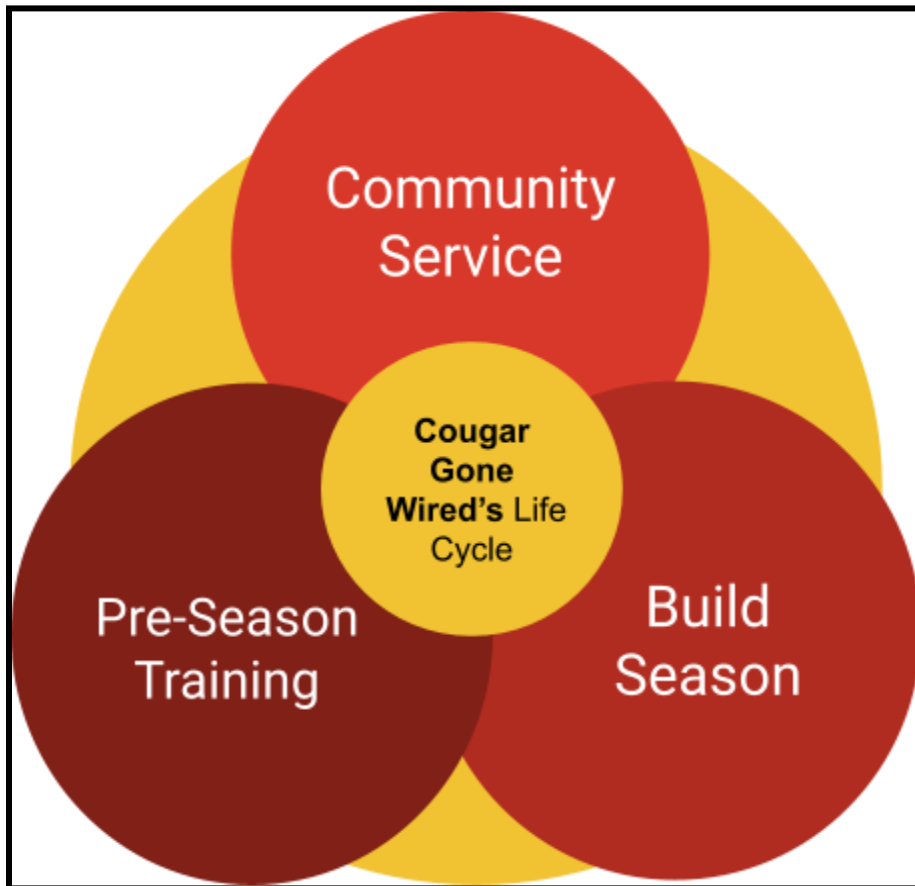 Community
Service
Cougar
Gone
Wired’s Life
Cycle
Pre-Season
Training
Build
Season